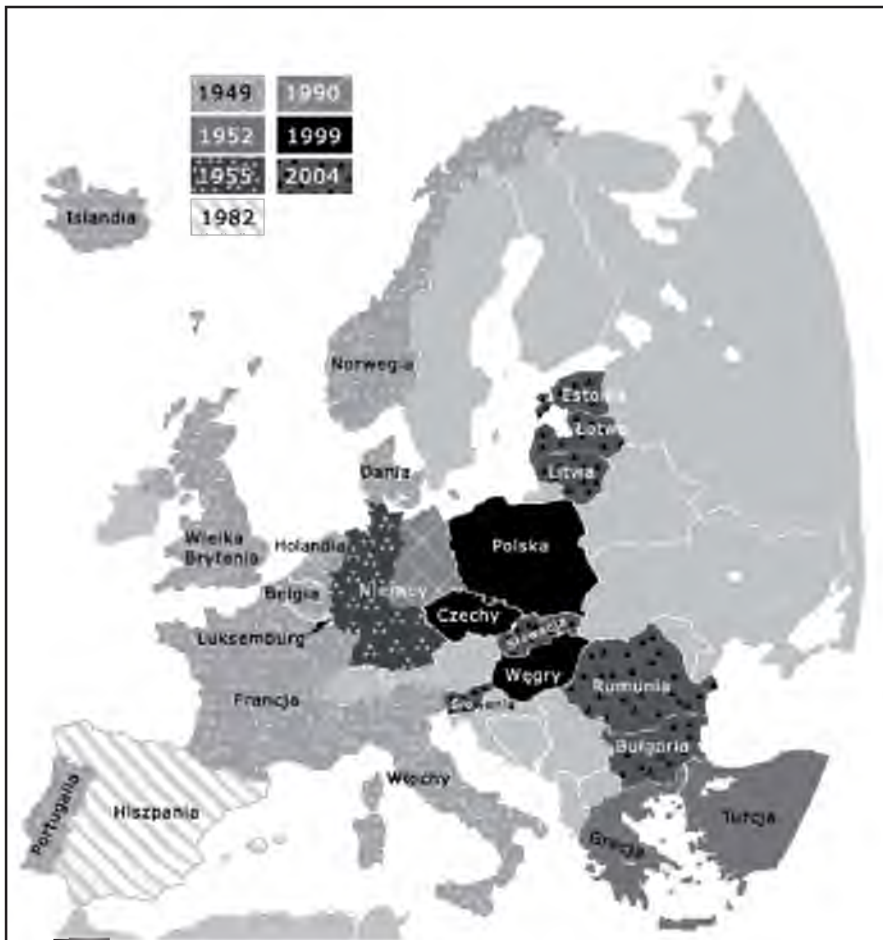 1949 1990
1952 1999
1955 2004
1982
Islandia
Norwegia
Estonia
Łotwa
Litwa
Dania
Wielka
Brytania
Holandia
Polska
Niemcy
Belgia
Czechy
Słowacja
Luksemburg
Węgry
Rumunia
Francja
Słowenia
Bułgaria
Włochy
Portugalia
Hiszpania
Turcja
Grecja